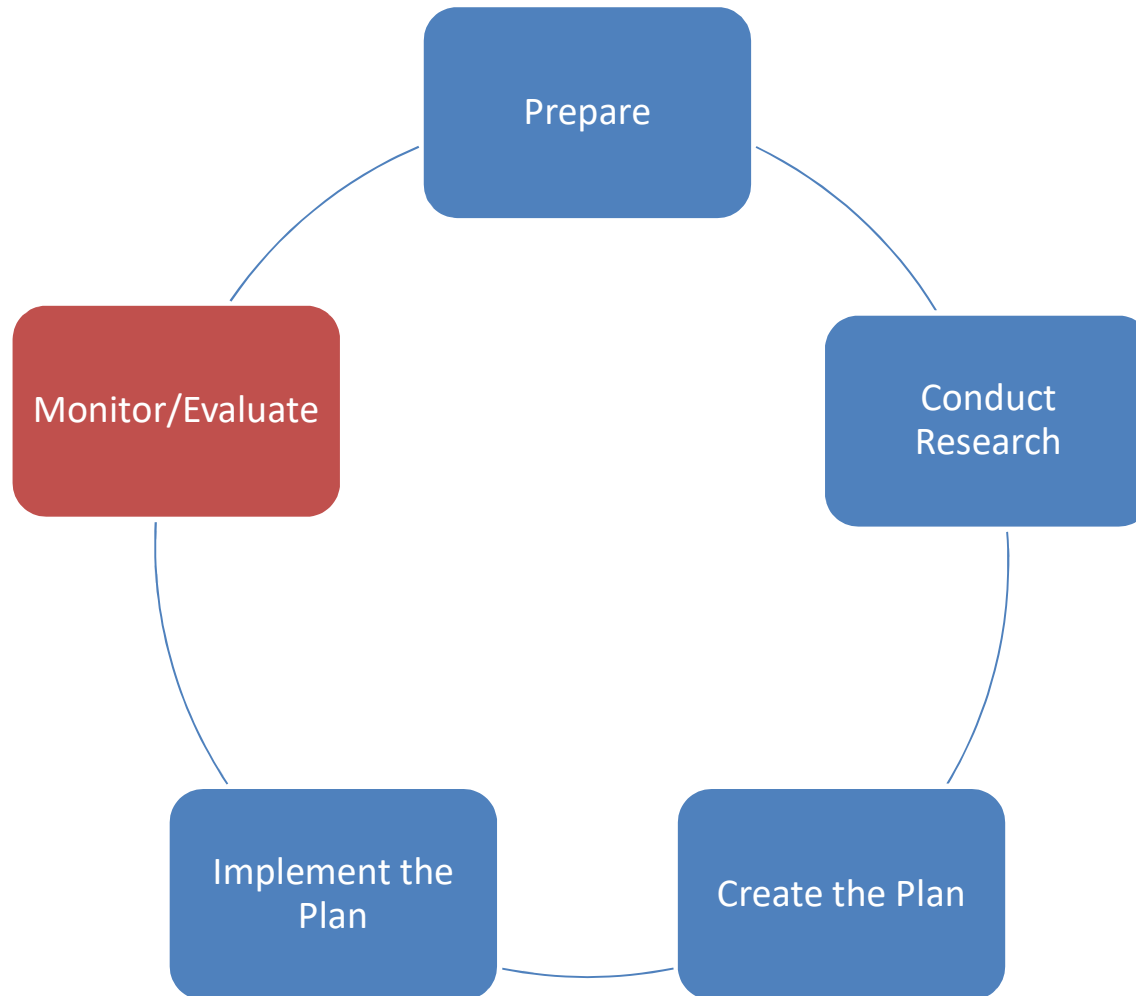 Prepare
Conduct
Research
Create the Plan
Implement the
Plan
Monitor/Evaluate